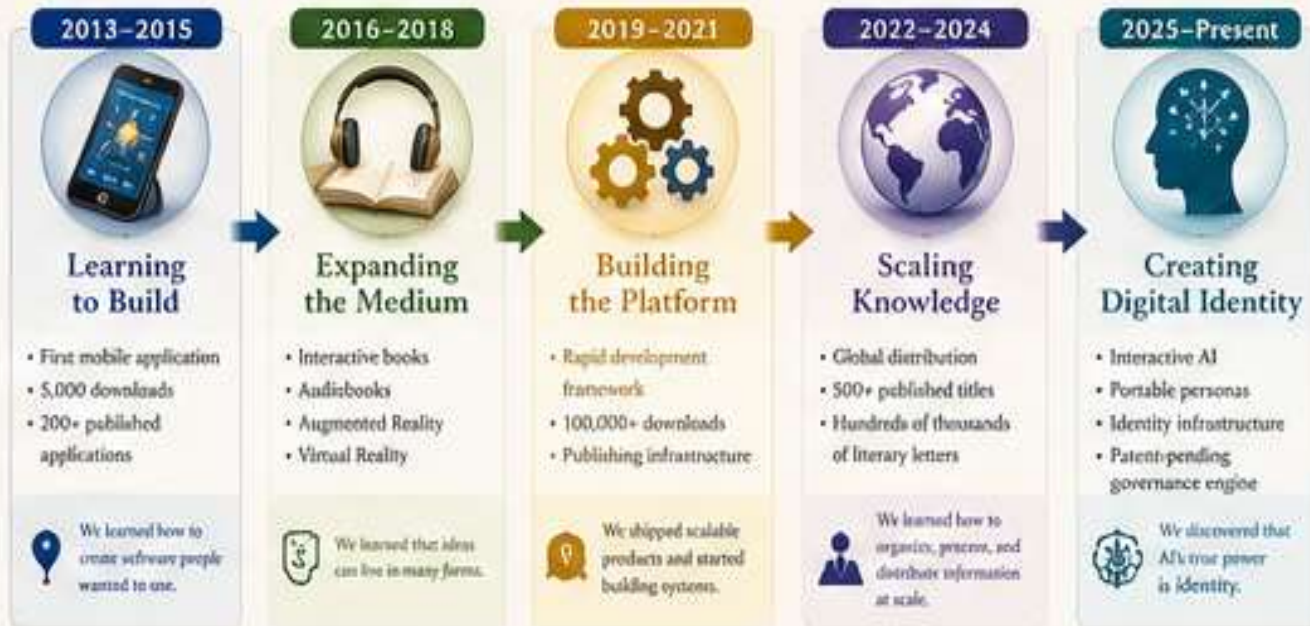 2013–2015
Learning
to Build
• First mobile application
• 5,000 downloads
• 200+ published
applications
We learned how to
create software people
wanted to use.
2016–2018
Expanding
the Medium
• Interactive books
• Audiobooks
• Augmented Reality
• Virtual Reality
We learned that ideas
can live in many forms.
2019–2021
Building
the Platform
• Rapid development
framework
• 100,000+ downloads
• Publishing infrastructure
We shipped scalable
products and started
building systems.
2022–2024
Scaling
Knowledge
• Global distribution
• 500+ published titles
• Hundreds of thousands
of literary letters
We learned how to
organize, process, and
distribute information
at scale.
2025–Present
Creating
Digital Identity
• Interactive AI
• Portable personas
• Identity infrastructure
• Patent-pending
governance engine
We discovered that
AI's true power
is identity.